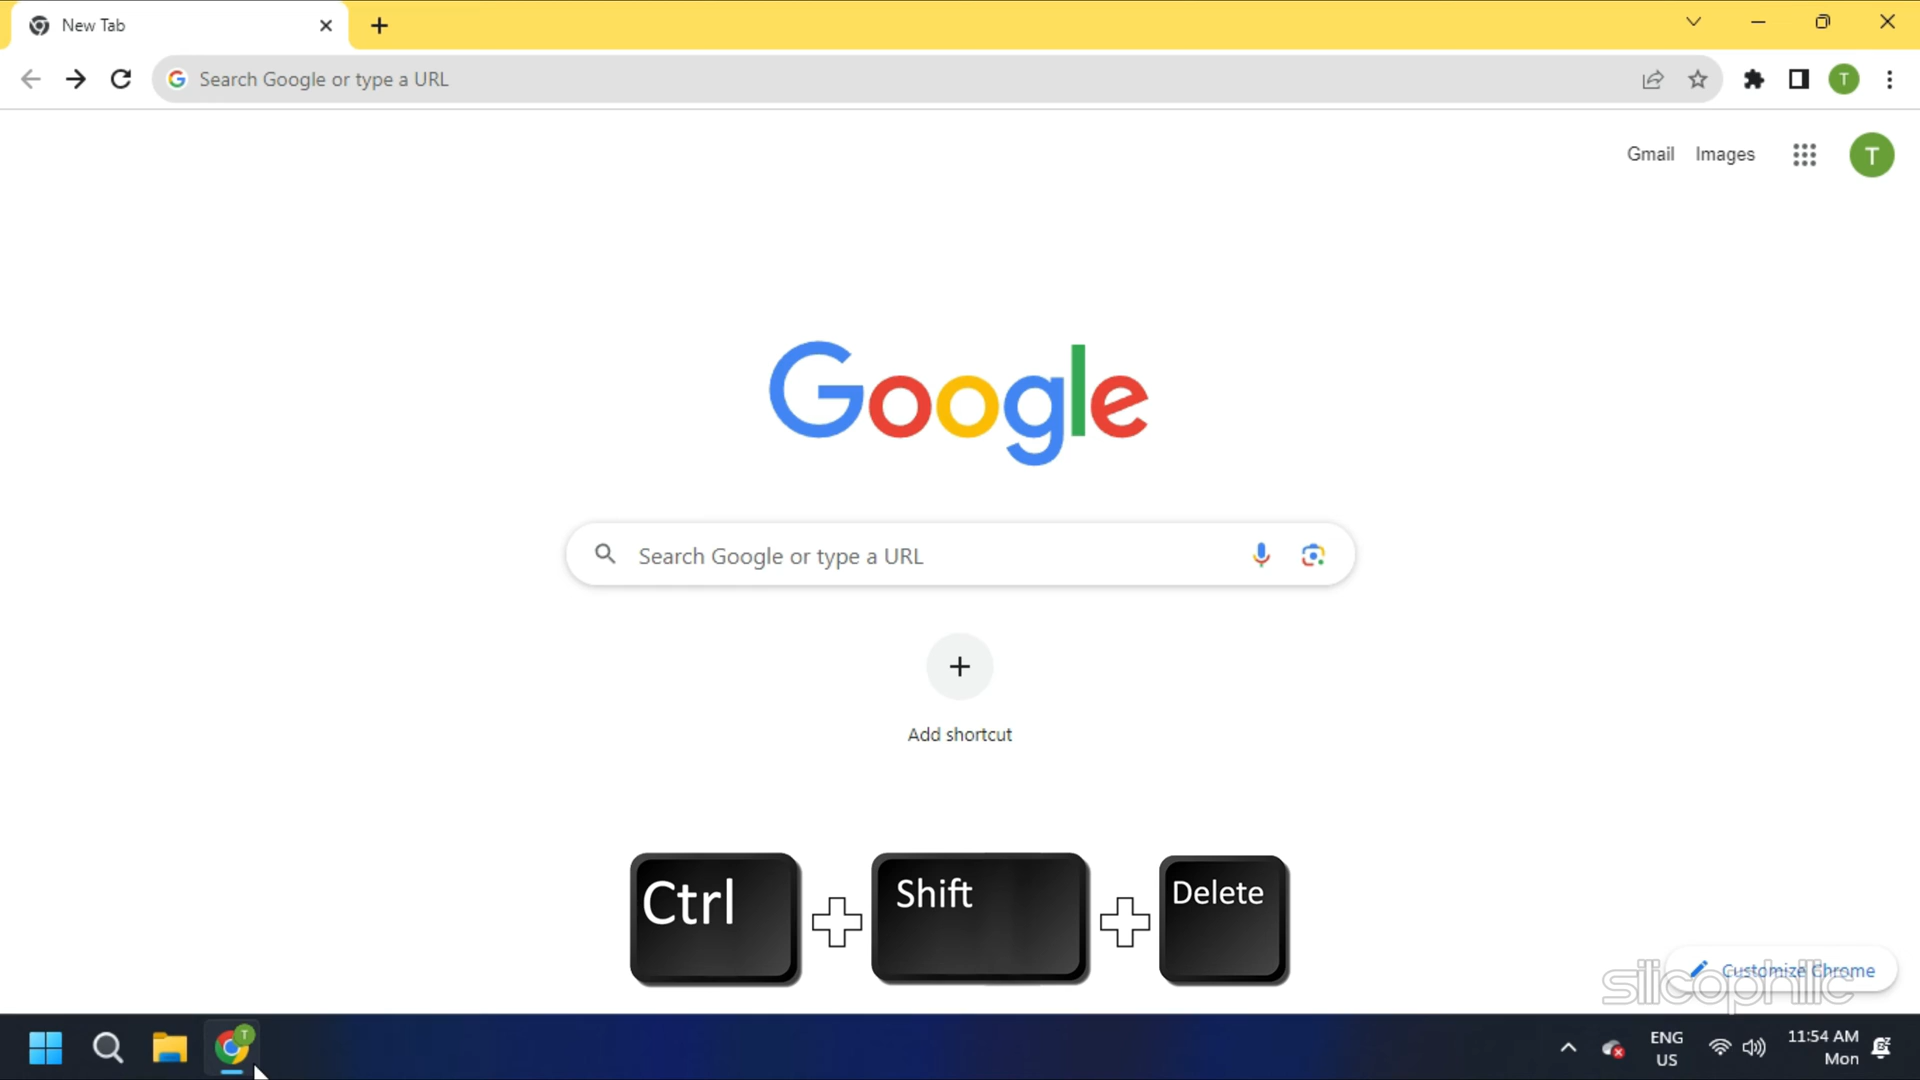 New Tab
Search Google or type a URL
T
Gmail Images
T
Google
Search Google or type a URL
Add shortcut
Ctrl Shift Delete
Customize Chrome
silicophilic
T
ENG
US
11:54 AM
Mon